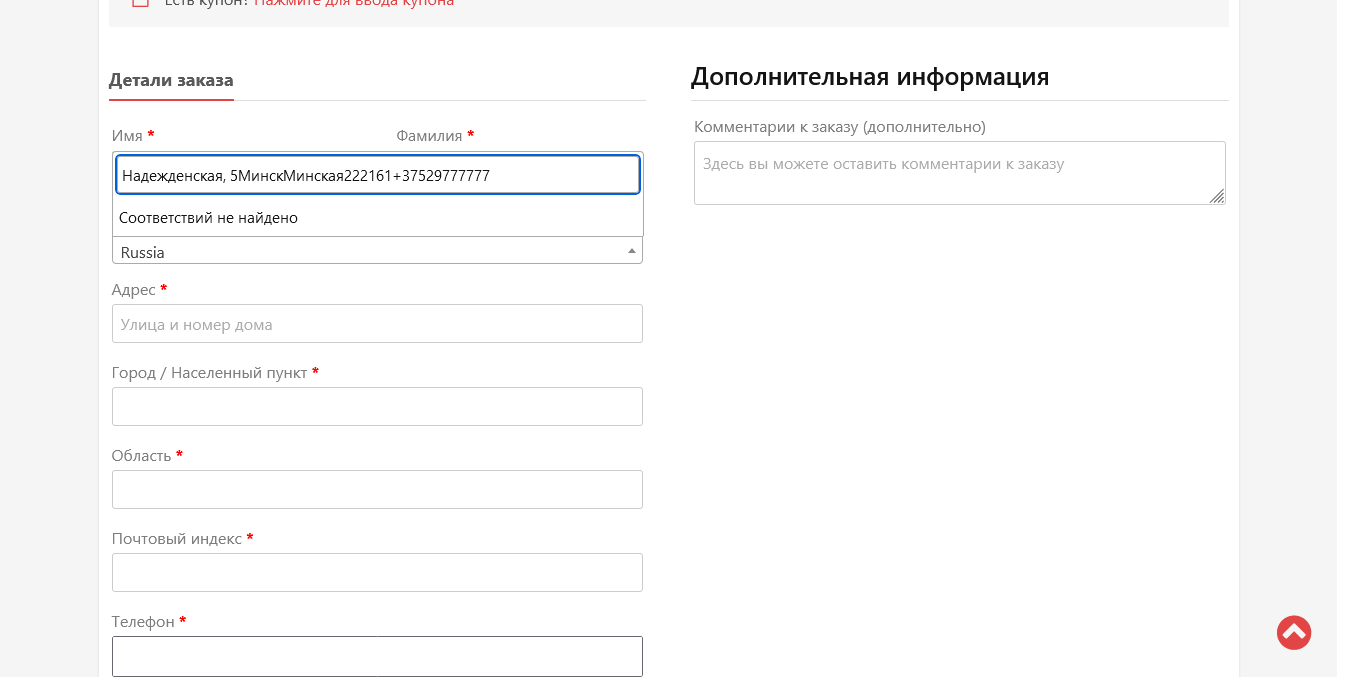 Есть купон? Нажмите для ввода купона
Детали заказа
Имя *
Фамилия *
Надежденская, 5МинскМинская222161+37529777777
Соответствий не найдено
Russia
Адрес *
Улица и номер дома
Город / Населенный пункт *
Область *
Почтовый индекс *
Телефон *
Дополнительная информация
Комментарии к заказу (дополнительно)
Здесь вы можете оставить комментарии к заказу